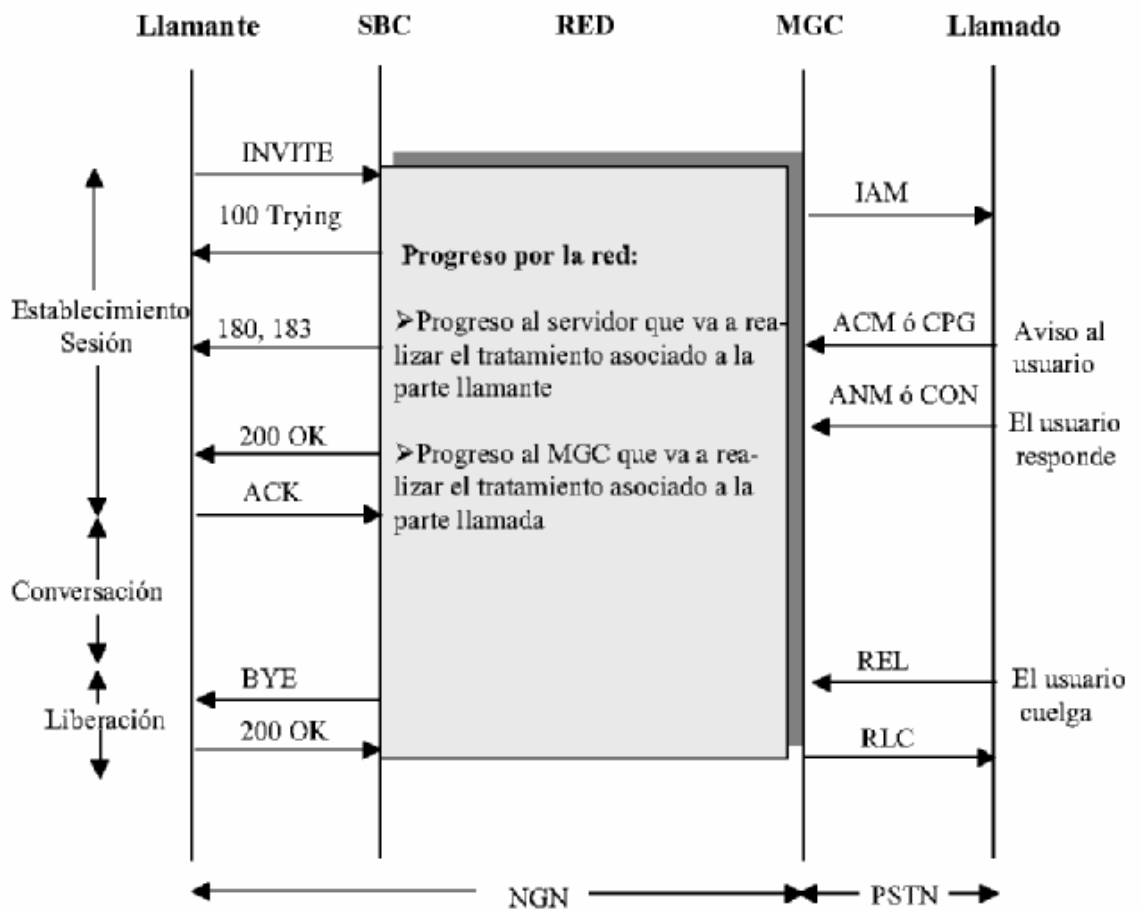 Llamante SBC RED MGC Llamado
INVITE
IAM
100 Trying
Progreso por la red:
Establecimiento
Sesión
180, 183
➢Progreso al servidor que va a rea-
lizar el tratamiento asociado a la
parte llamante
ACM ó CPG
Aviso al
usuario
ANM ó CON
El usuario
responde
200 OK
➢Progreso al MGC que va a rea-
lizar el tratamiento asociado a la
parte llamada
ACK
Conversación
BYE
REL
El usuario
cuelga
Liberación
200 OK
RLC
NGN
PSTN